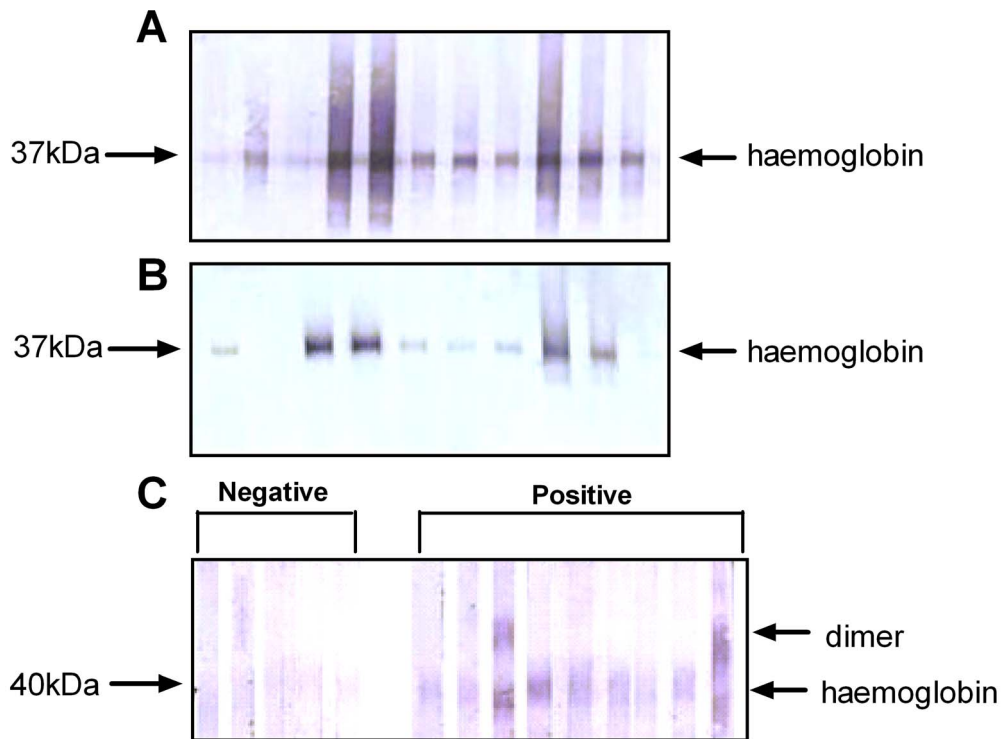 A
37kDa
haemoglobin
B
37kDa
haemoglobin
C
Negative
Positive
dimer
40kDa
haemoglobin